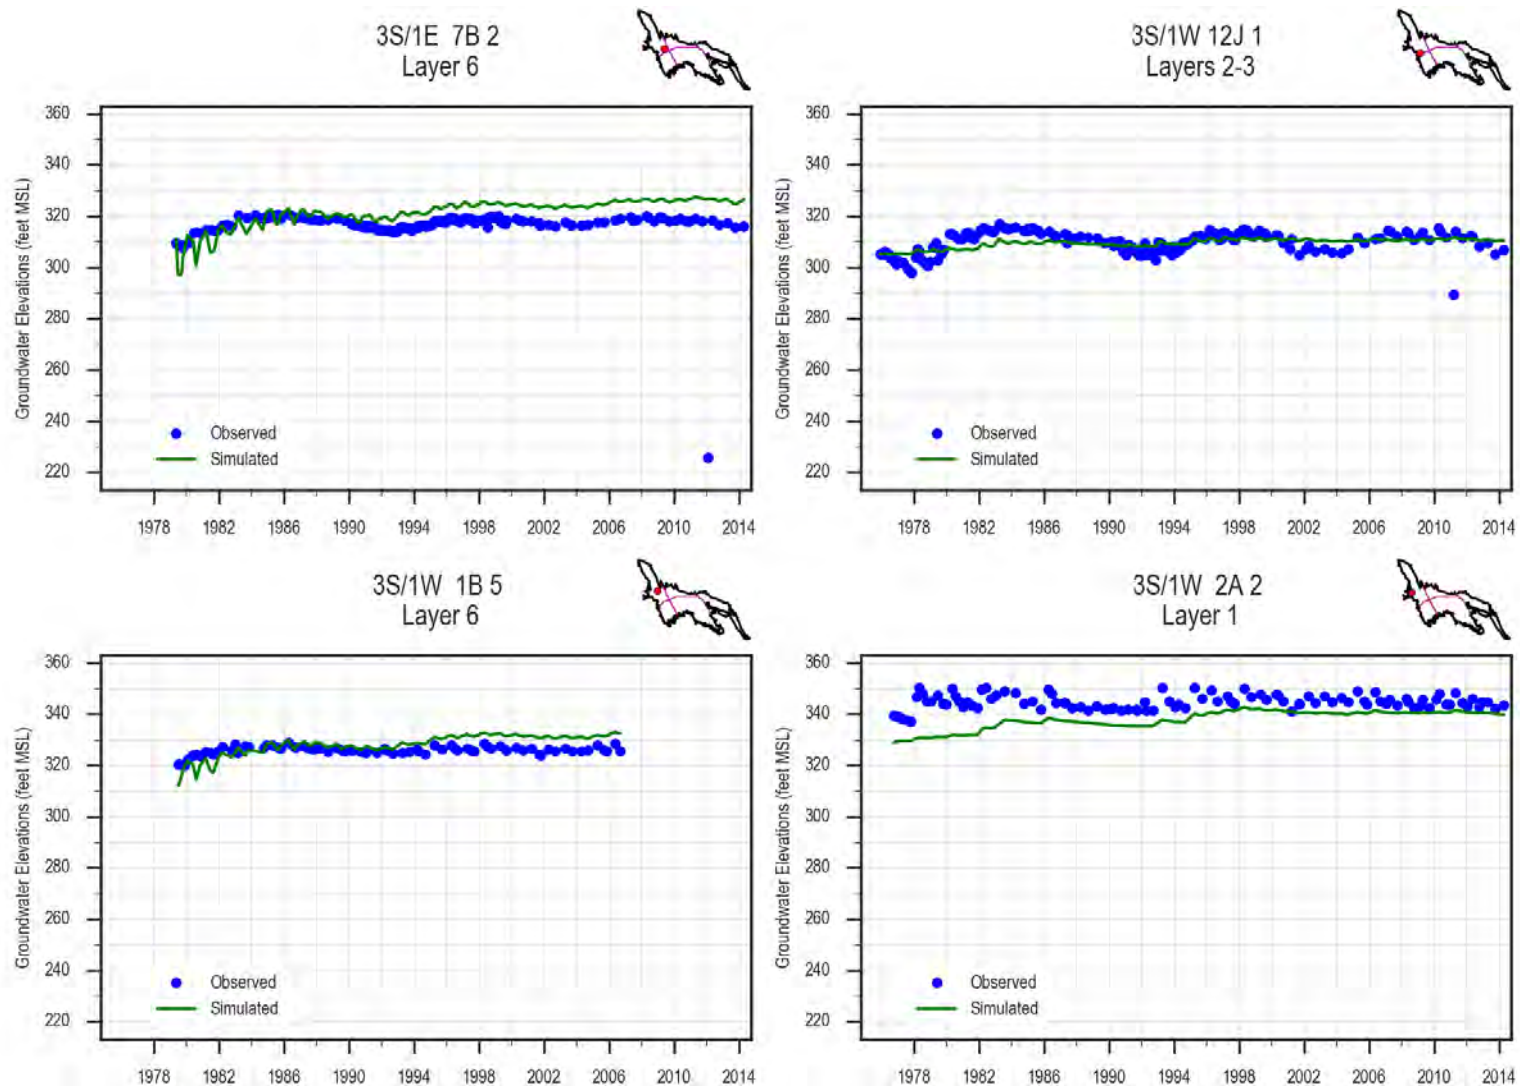 3S/1E 7B 2
Layer 6
360
340
320
300
280
260
240
220
Groundwater Elevations (feet MSL)
Observed
Simulated
1978 1982 1986 1990 1994 1998 2002 2006 2010 2014
3S/1W 12J 1
Layers 2-3
360
340
320
300
280
260
240
220
Groundwater Elevations (feet MSL)
Observed
Simulated
1978 1982 1986 1990 1994 1998 2002 2006 2010 2014
3S/1W 1B 5
Layer 6
360
340
320
300
280
260
240
220
Groundwater Elevations (feet MSL)
Observed
Simulated
1978 1982 1986 1990 1994 1998 2002 2006 2010 2014
3S/1W 2A 2
Layer 1
360
340
320
300
280
260
240
220
Groundwater Elevations (feet MSL)
Observed
Simulated
1978 1982 1986 1990 1994 1998 2002 2006 2010 2014